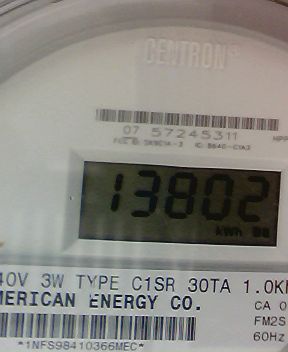 CENTRON®
07 57245311
13802
kWh
40V 3W TYPE C1SR 30TA 1.0K
MERICAN ENERGY CO.
CA 0
FM2S
60Hz
*1NFS98410366MEC*